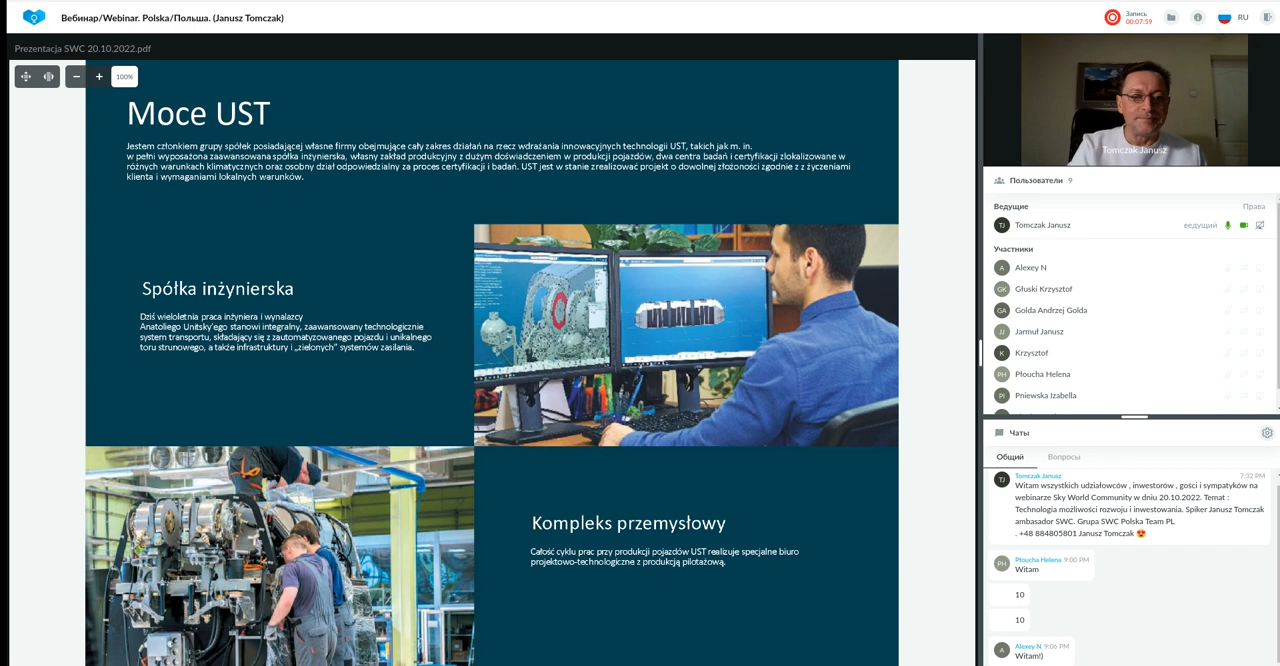 Вебинар/Webinar. Polska/Польша. (Janusz Tomczak)
Запись
00:07:59
RU
Prezentacja SWC 20.10.2022.pdf
100%
Moce UST
Jestem członkiem grupy spółek posiadającej własne firmy obejmujące cały zakres działań na rzecz wdrażania innowacyjnych technologii UST, takich jak m. in.
w pełni wyposażona zaawansowana spółka inżynierska, własny zakład produkcyjny z dużym doświadczeniem w produkcji pojazdów, dwa centra badań i certyfikacji zlokalizowane w
różnych warunkach klimatycznych oraz osobny dział odpowiedzialny za proces certyfikacji i badań. UST jest w stanie zrealizować projekt o dowolnej złożoności zgodnie z z życzeniami
klienta i wymaganiami lokalnych warunków.
Spółka inżynierska
Dziś wieloletnia praca inżyniera i wynalazcy
Anatoliego Unitsky'ego stanowi integralny, zaawansowany technologicznie
system transportu, składający się z zautomatyzowanego pojazdu i unikalnego
toru strunowego, a także infrastruktury i „zielonych" systemów zasilania.
Kompleks przemysłowy
Całość cyklu prac przy produkcji pojazdów UST realizuje specjalne biuro
projektowo-technologiczne z produkcją pilotażową.
Tomczak Janusz
Пользователи 9
Ведущие Права
TJ Tomczak Janusz ведущий
Участники
A Alexey N
GK Głuski Krzysztof
GA Golda Andrzej Golda
JJ Jarmuł Janusz
K Krzysztof
PH Płoucha Helena
PI Pniewska Izabella
Чаты
Общий Вопросы
TJ Tomczak Janusz 7:32 PM
Witam wszystkich udziałowców , inwestorów , gości i sympatyków na
webinarze Sky World Community w dniu 20.10.2022. Temat :
Technologia możliwości rozwoju i inwestowania. Spiker Janusz Tomczak
ambasador SWC. Grupa SWC Polska Team PL
. +48 884805801 Janusz Tomczak 😍
PH Płoucha Helena 9:00 PM
Witam
10
10
A Alexey N 9:06 PM
Witam!)